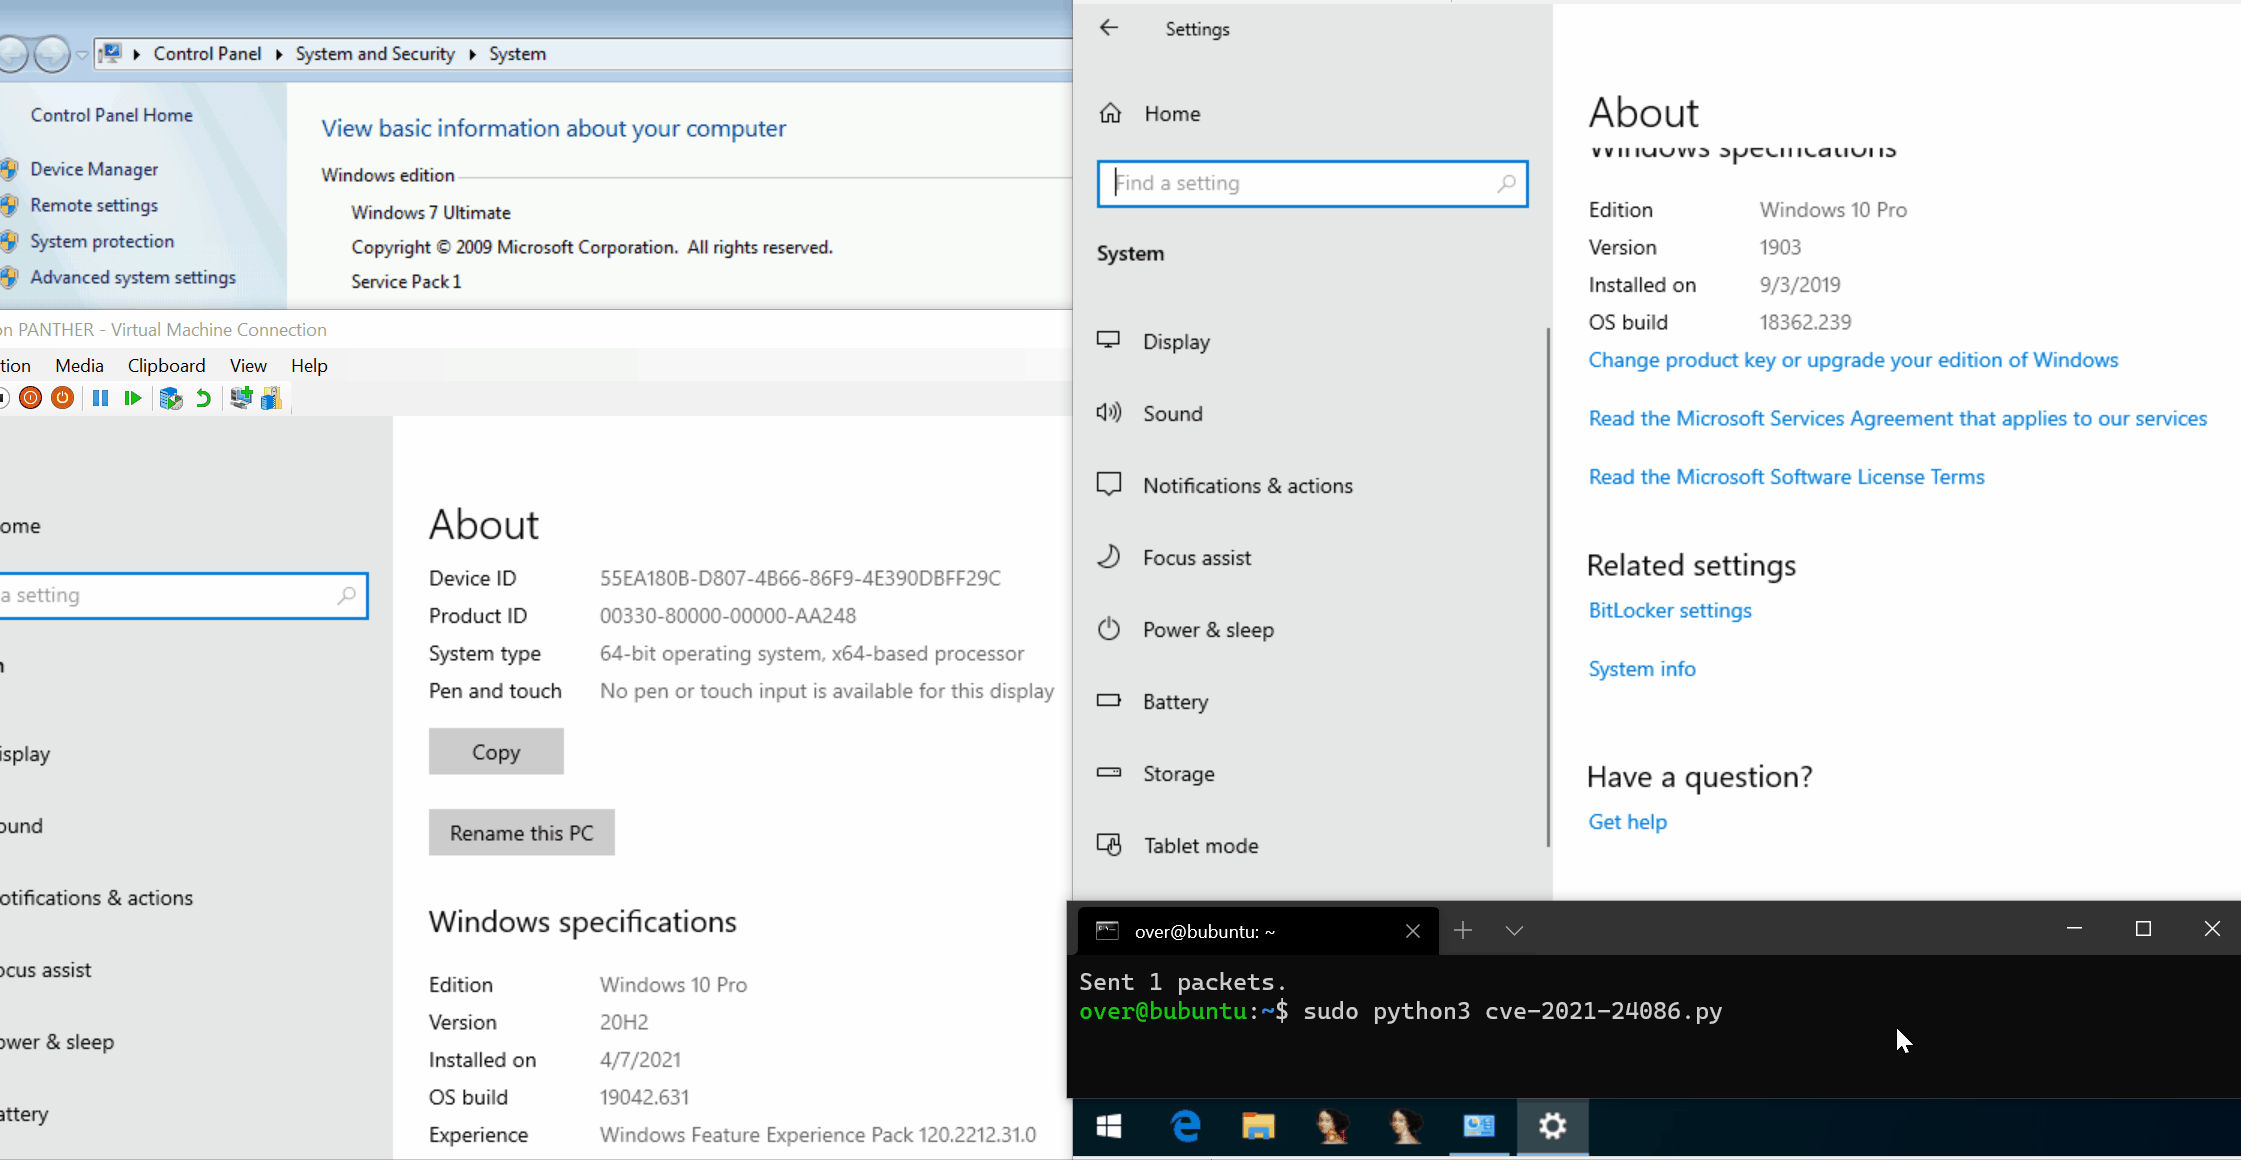 Control Panel ▸ System and Security ▸ System
Control Panel Home
Device Manager
Remote settings
System protection
Advanced system settings
View basic information about your computer
Windows edition
Windows 7 Ultimate
Copyright © 2009 Microsoft Corporation. All rights reserved.
Service Pack 1
on PANTHER - Virtual Machine Connection
tion Media Clipboard View Help
ome
a setting
n
isplay
ound
otifications & actions
ocus assist
ower & sleep
attery
About
Device ID 55EA180B-D807-4B66-86F9-4E390DBFF29C
Product ID 00330-80000-00000-AA248
System type 64-bit operating system, x64-based processor
Pen and touch No pen or touch input is available for this display
Copy
Rename this PC
Windows specifications
Edition Windows 10 Pro
Version 20H2
Installed on 4/7/2021
OS build 19042.631
Experience Windows Feature Experience Pack 120.2212.31.0
Settings
Home
Find a setting
System
Display
Sound
Notifications & actions
Focus assist
Power & sleep
Battery
Storage
Tablet mode
About
Windows specifications
Edition Windows 10 Pro
Version 1903
Installed on 9/3/2019
OS build 18362.239
Change product key or upgrade your edition of Windows
Read the Microsoft Services Agreement that applies to our services
Read the Microsoft Software License Terms
Related settings
BitLocker settings
System info
Have a question?
Get help
over@bubuntu: ~
Sent 1 packets.
over@bubuntu:~$ sudo python3 cve-2021-24086.py